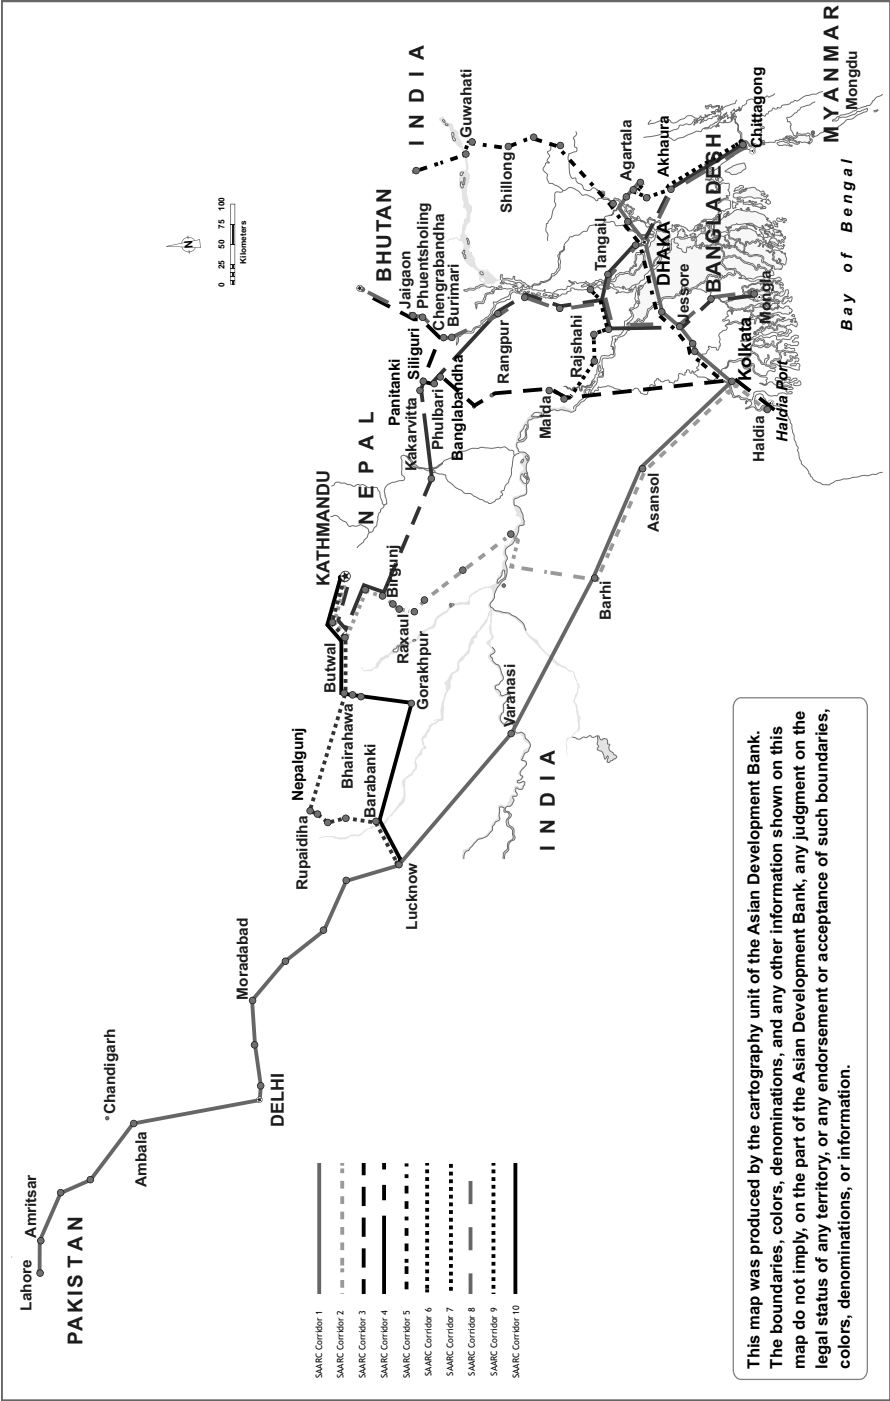 Lahore
Amritsar
PAKISTAN
Chandigarh
Ambala
DELHI
Moradabad
Lucknow
Rupaidiha
Nepalgunj
Barabanki
Bhairahawa
Gorakhpur
Butwal
KATHMANDU
Raxaul
Birgunj
Varanasi
INDIA
Barhi
Asansol
NEPAL
Kakarvitta
Panitanki
Phulbari
Banglabandha
Siliguri
Jaigaon
Phuentsholing
Chengrabandha
Burimari
BHUTAN
INDIA
Guwahati
Shillong
Rangpur
Malda
Rajshahi
Tangail
Agartala
Akhaura
DHAKA
Jessore
BANGLADESH
Mongla
Kolkata
Haldia
Haldia Port
Chittagong
MYANMAR
Mongdu
Bay of Bengal
N
0 25 50 75 100
Kilometers
SAARC Corridor 1
SAARC Corridor 2
SAARC Corridor 3
SAARC Corridor 4
SAARC Corridor 5
SAARC Corridor 6
SAARC Corridor 7
SAARC Corridor 8
SAARC Corridor 9
SAARC Corridor 10
This map was produced by the cartography unit of the Asian Development Bank.
The boundaries, colors, denominations, and any other information shown on this
map do not imply, on the part of the Asian Development Bank, any judgment on the
legal status of any territory, or any endorsement or acceptance of such boundaries,
colors, denominations, or information.